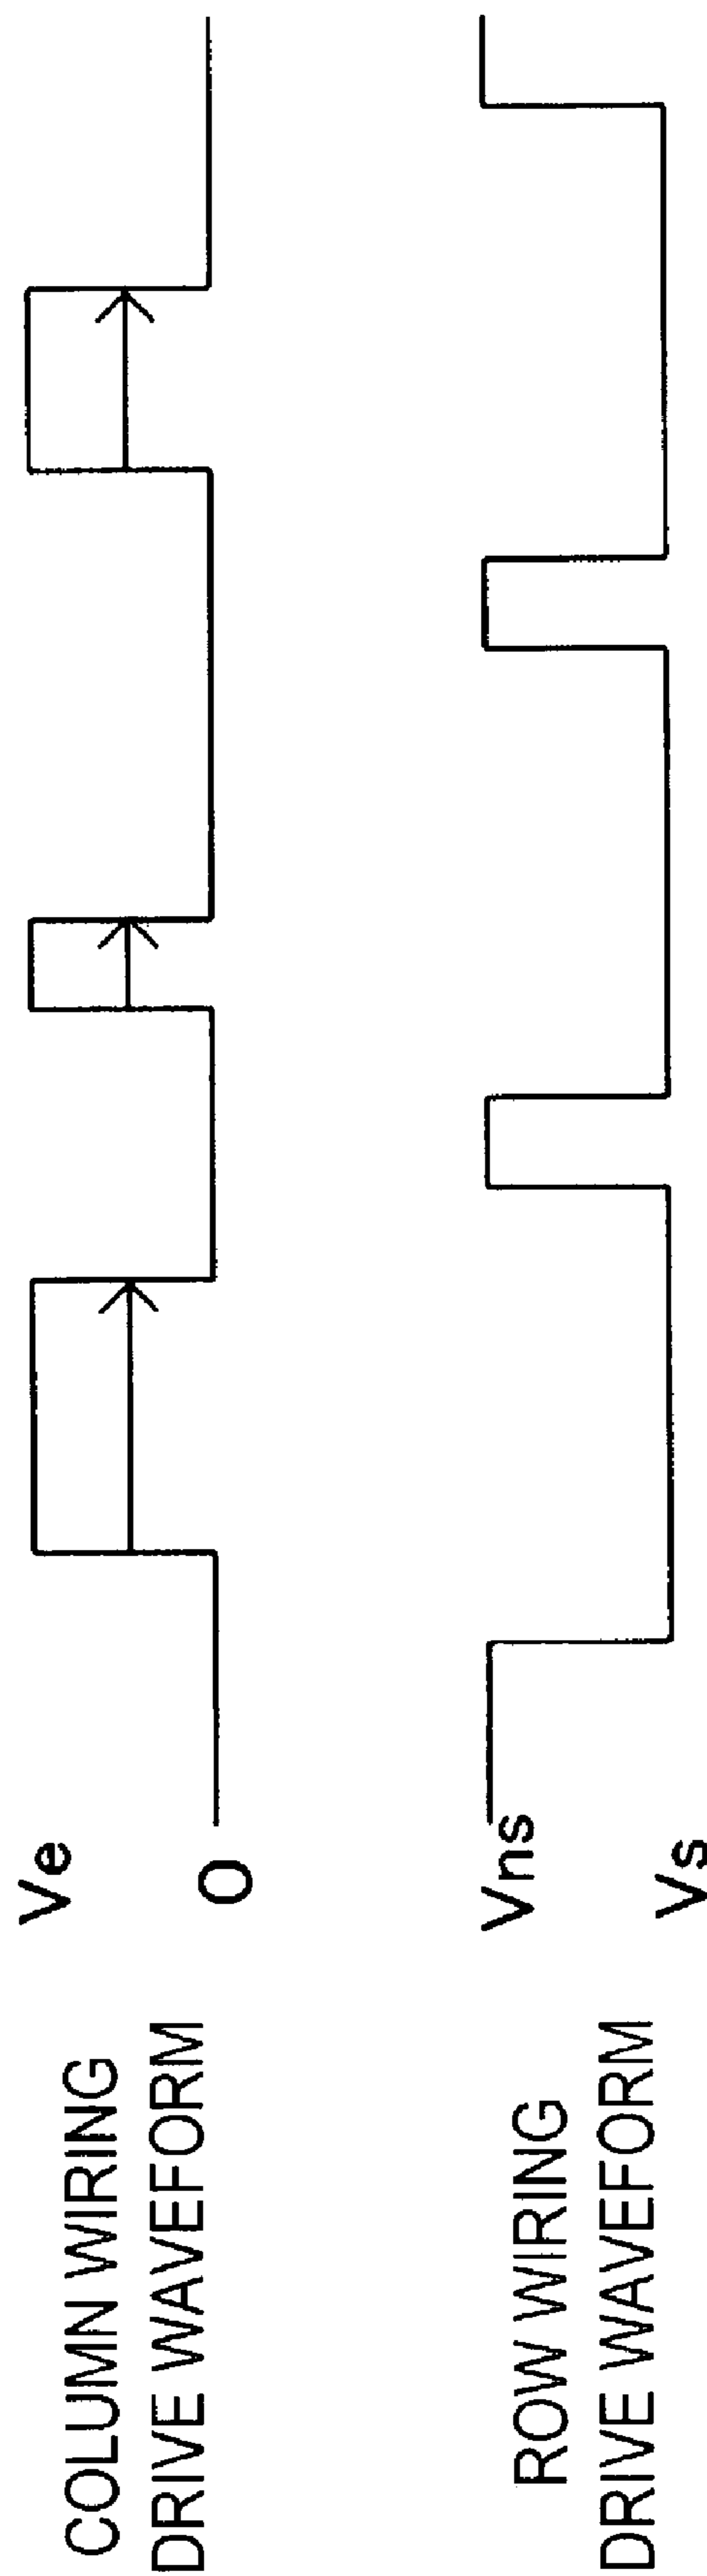 COLUMN WIRING
DRIVE WAVEFORM
Ve
0
ROW WIRING
DRIVE WAVEFORM
Vns
Vs